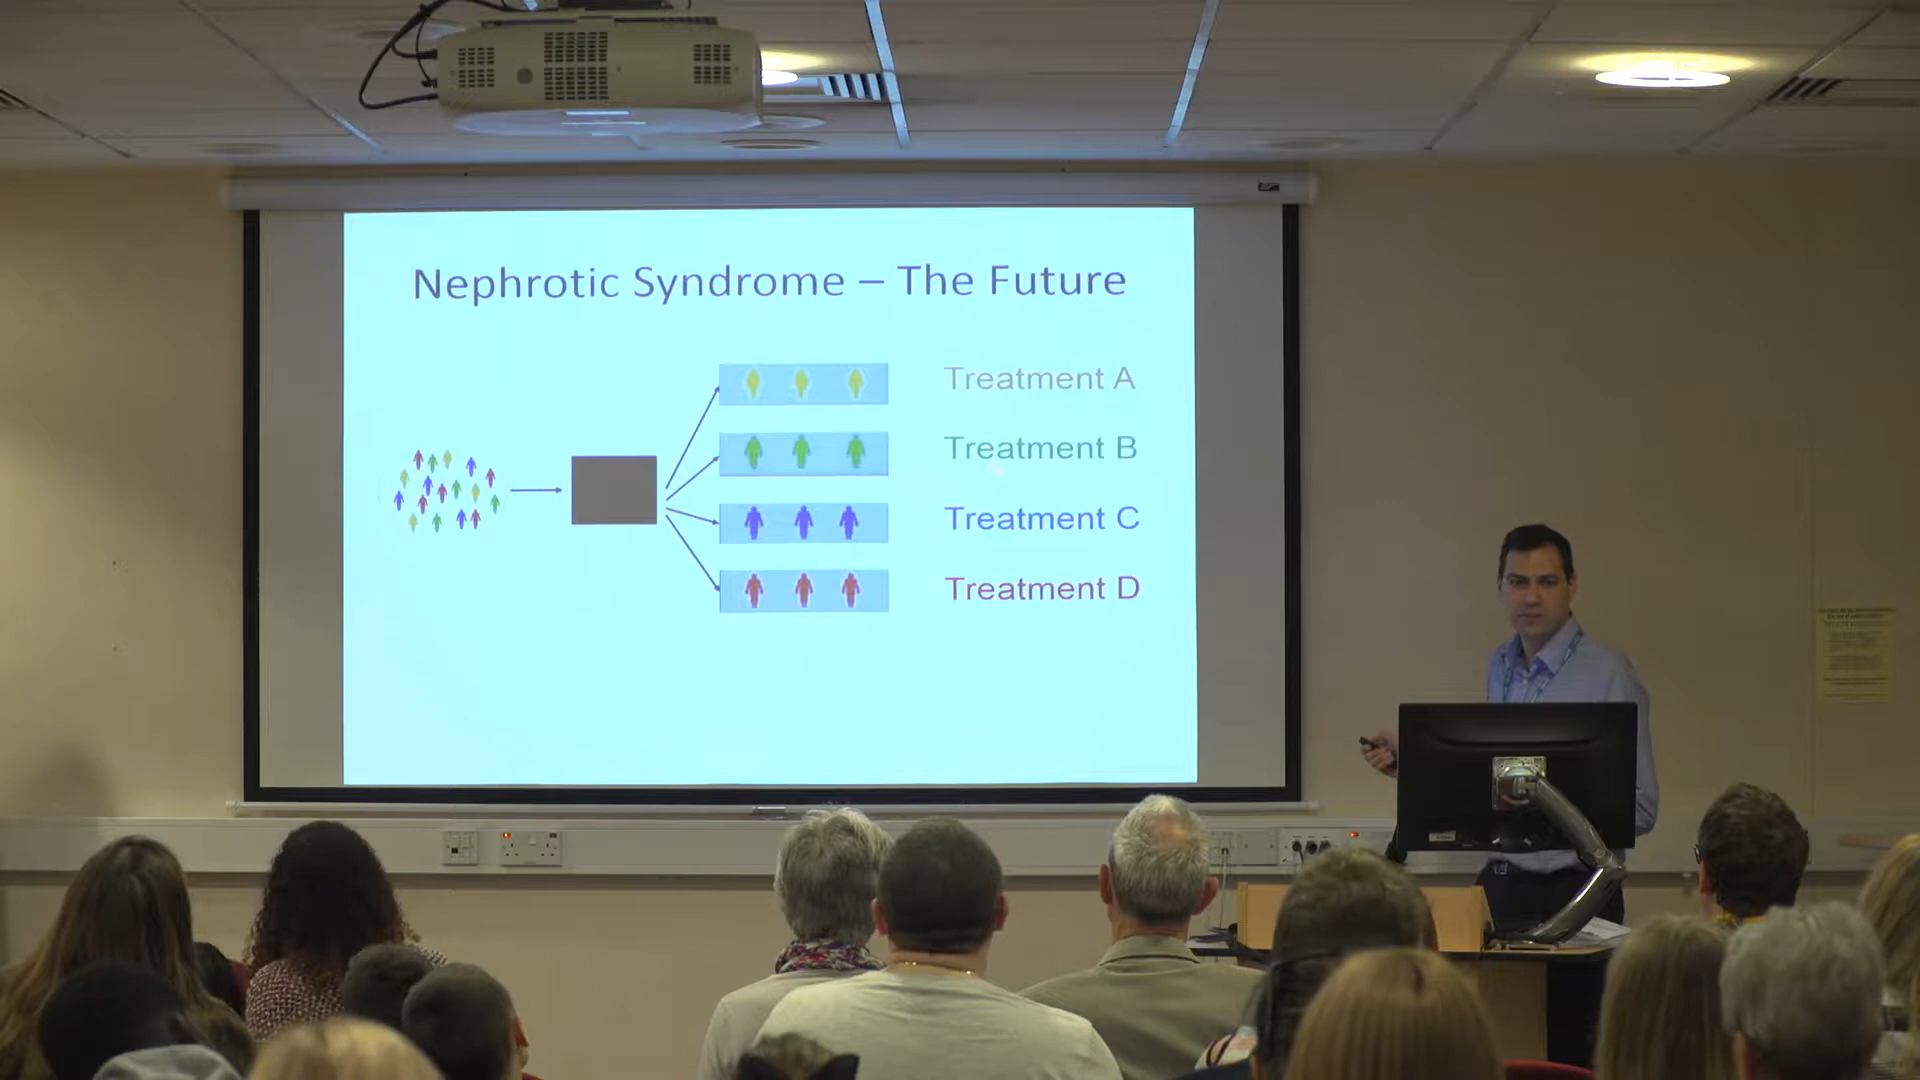 Nephrotic Syndrome – The Future
Treatment A
Treatment B
Treatment C
Treatment D